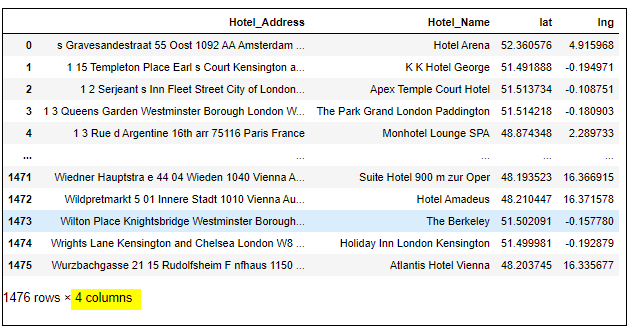 Hotel_Address Hotel_Name lat lng
0 s Gravesandestraat 55 Oost 1092 AA Amsterdam ... Hotel Arena 52.360576 4.915968
1 1 15 Templeton Place Earl s Court Kensington a... K K Hotel George 51.491888 -0.194971
2 1 2 Serjeant s Inn Fleet Street City of London... Apex Temple Court Hotel 51.513734 -0.108751
3 1 3 Queens Garden Westminster Borough London W... The Park Grand London Paddington 51.514218 -0.180903
4 1 3 Rue d Argentine 16th arr 75116 Paris France Monhotel Lounge SPA 48.874348 2.289733
... ... ... ... ...
1471 Wiedner Hauptstra e 44 04 Wieden 1040 Vienna A... Suite Hotel 900 m zur Oper 48.193523 16.366915
1472 Wildpretmarkt 5 01 Innere Stadt 1010 Vienna Au... Hotel Amadeus 48.210447 16.371578
1473 Wilton Place Knightsbridge Westminster Borough... The Berkeley 51.502091 -0.157780
1474 Wrights Lane Kensington and Chelsea London W8 ... Holiday Inn London Kensington 51.499981 -0.192879
1475 Wurzbachgasse 21 15 Rudolfsheim F nfhaus 1150 ... Atlantis Hotel Vienna 48.203745 16.335677
1476 rows × 4 columns